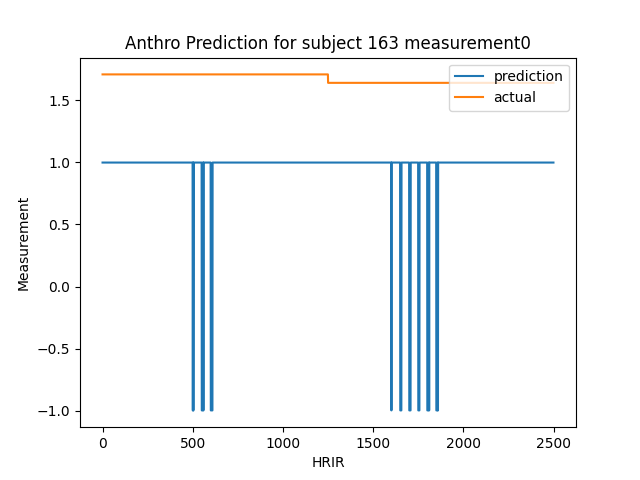 Anthro Prediction for subject 163 measurement0
prediction
actual
1.5
1.0
0.5
0.0
−0.5
−1.0
Measurement
0 500 1000 1500 2000 2500
HRIR